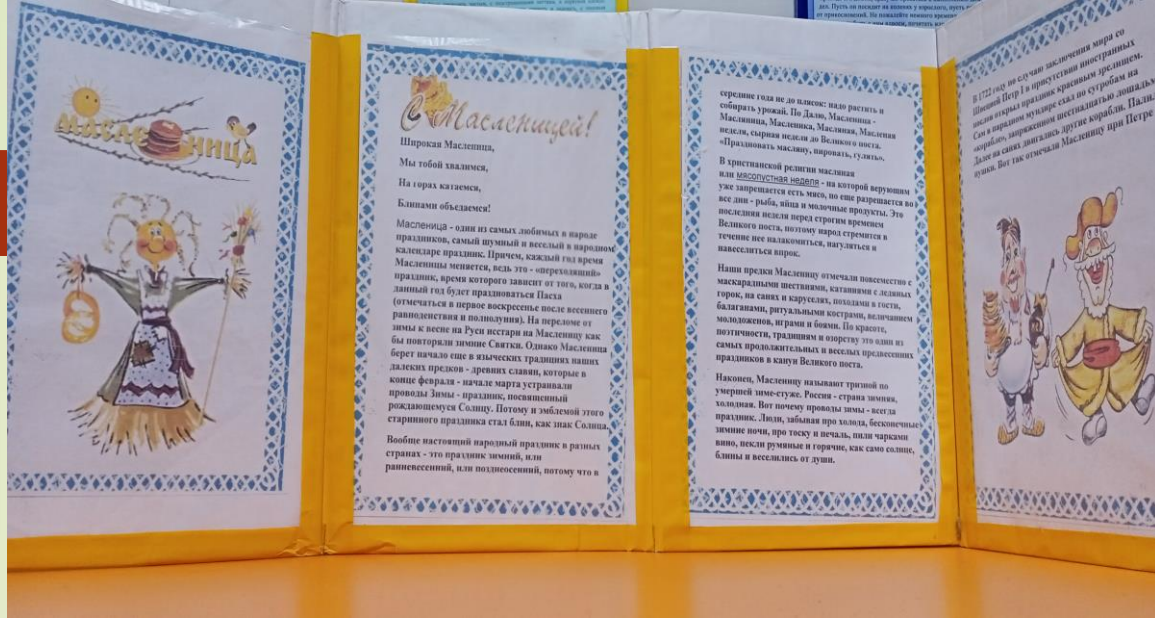 масленица
С Масленицей!
Широкая Масленица,
Мы тобой хвалимся,
На горах катаемся,
Блинами объедаемся!
Масленица - один из самых любимых в народе
праздников, самый шумный и веселый в народном
календаре праздник. Причем, каждый год время
Масленицы меняется, ведь это - «переходящий»
праздник, время которого зависит от того, когда в
данный год будет праздноваться Пасха
(отмечаться в первое воскресенье после весеннего
равноденствия и полнолуния). На переломе от
зимы к весне на Руси исстари на Масленицу как
бы повторяли зимние Святки. Однако Масленица
берет начало еще в языческих традициях наших
далеких предков - древних славян, которые в
конце февраля - начале марта устраивали
проводы Зимы - праздник, посвященный
рождающемуся Солнцу. Потому и эмблемой этого
старинного праздника стал блин, как знак Солнца.
Вообще настоящий народный праздник в разных
странах - это праздник зимний, или
ранневесенний, или позднеосенний, потому что в
середине года не до плясок: надо растить и
собирать урожай. По Далю, Масленица -
Масляница, Масленика, Масляная, Масленая
неделя, сырная неделя до Великого поста.
«Праздновать масляну, пировать, гулять».
В христианской религии масляная
или мясопустная неделя - на которой верующим
уже запрещается есть мясо, но еще разрешается во
все дни - рыба, яйца и молочные продукты. Это
последняя неделя перед строгим временем
Великого поста, поэтому народ стремится в
течение нее налакомиться, нагуляться и
навеселиться впрок.
Наши предки Масленицу отмечали повсеместно с
маскарадными шествиями, катаниями с ледяных
горок, на санях и каруселях, походами в гости,
балаганами, ритуальными кострами, величанием
молодоженов, играми и боями. По красоте,
поэтичности, традициям и озорству это один из
самых продолжительных и веселых предвесенних
праздников в канун Великого поста.
Наконец, Масленицу называют тризной по
умершей зиме-стуже. Россия - страна зимняя,
холодная. Вот почему проводы зимы - всегда
праздник. Люди, забывая про холода, бесконечные
зимние ночи, про тоску и печаль, пили чарками
вино, пекли румяные и горячие, как само солнце,
блины и веселились от души.
В 1722 году по случаю заключения мира со
Швецией Петр I в присутствии иностранных
послов открыл праздник красивым зрелищем.
Сам в парадном мундире ехал по сугробам на
«корабле», запряженном шестнадцатью лошадьми
Далее на санях двигались другие корабли. Палили
пушки. Вот так отмечали Масленицу при Петре